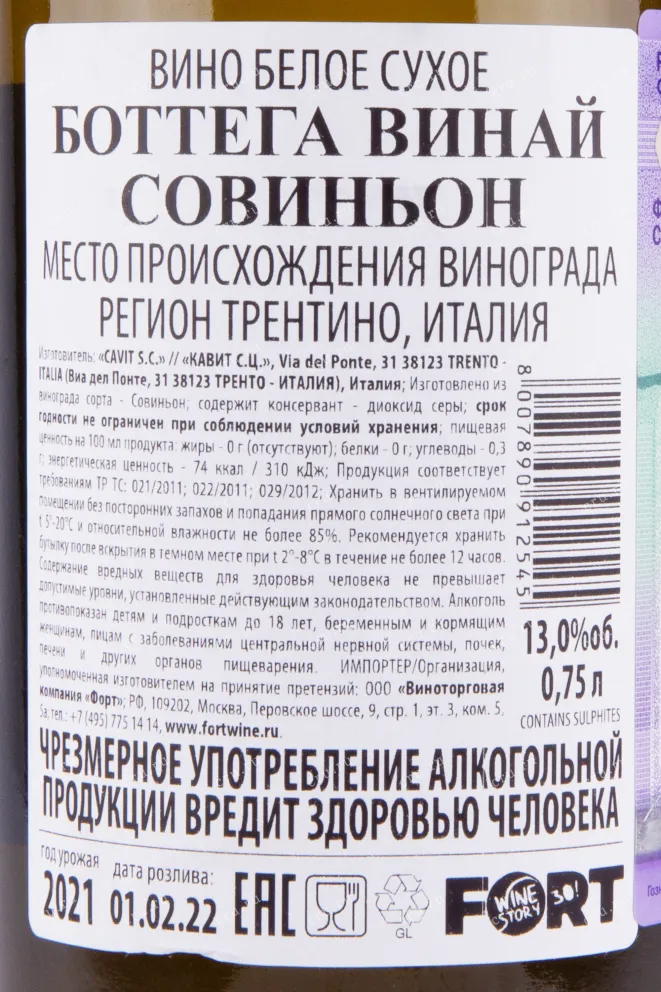 ВИНО БЕЛОЕ СУХОЕ
БОТТЕГА ВИНАЙ
СОВИНЬОН
МЕСТО ПРОИСХОЖДЕНИЯ ВИНОГРАДА
РЕГИОН ТРЕНТИНО, ИТАЛИЯ
Изготовитель: «CAVIT S.C.» // «КАВИТ С.Ц.», Via del Ponte, 31 38123 TRENTO -
ITALIA (Виа дел Понте, 31 38123 ТРЕНТО - ИТАЛИЯ), Италия; Изготовлено из
винограда сорта - Совиньон; содержит консервант - диоксид серы; срок
годности не ограничен при соблюдении условий хранения; пищевая
ценность на 100 мл продукта: жиры - 0 г (отсутствуют); белки - 0 г; углеводы - 0,3
г; энергетическая ценность - 74 ккал / 310 кДж; Продукция соответствует
требованиям ТР ТС: 021/2011; 022/2011; 029/2012; Хранить в вентилируемом
помещении без посторонних запахов и попадания прямого солнечного света при
t 5°-20°C и относительной влажности не более 85%. Рекомендуется хранить
бутылку после вскрытия в темном месте при t 2°-8°C в течение не более 12 часов.
Содержание вредных веществ для здоровья человека не превышает
допустимые уровни, установленные действующим законодательством. Алкоголь
противопоказан детям и подросткам до 18 лет, беременным и кормящим
женщинам, лицам с заболеваниями центральной нервной системы, почек,
печени и других органов пищеварения. ИМПОРТЕР/Организация,
уполномоченная изготовителем на принятие претензий: ООО «Виноторговая
компания «Форт»; РФ, 109202, Москва, Перовское шоссе, 9, стр. 1, эт. 3, ком. 5,
5а, тел.: +7 (495) 775 14 14, www.fortwine.ru.
8 007890 912545
13,0%об.
0,75 л
CONTAINS SULPHITES
ЧРЕЗМЕРНОЕ УПОТРЕБЛЕНИЕ АЛКОГОЛЬНОЙ
ПРОДУКЦИИ ВРЕДИТ ЗДОРОВЬЮ ЧЕЛОВЕКА
год урожая
2021
дата розлива:
01.02.22
EAC
GL
FORT
WINE STORY 30!